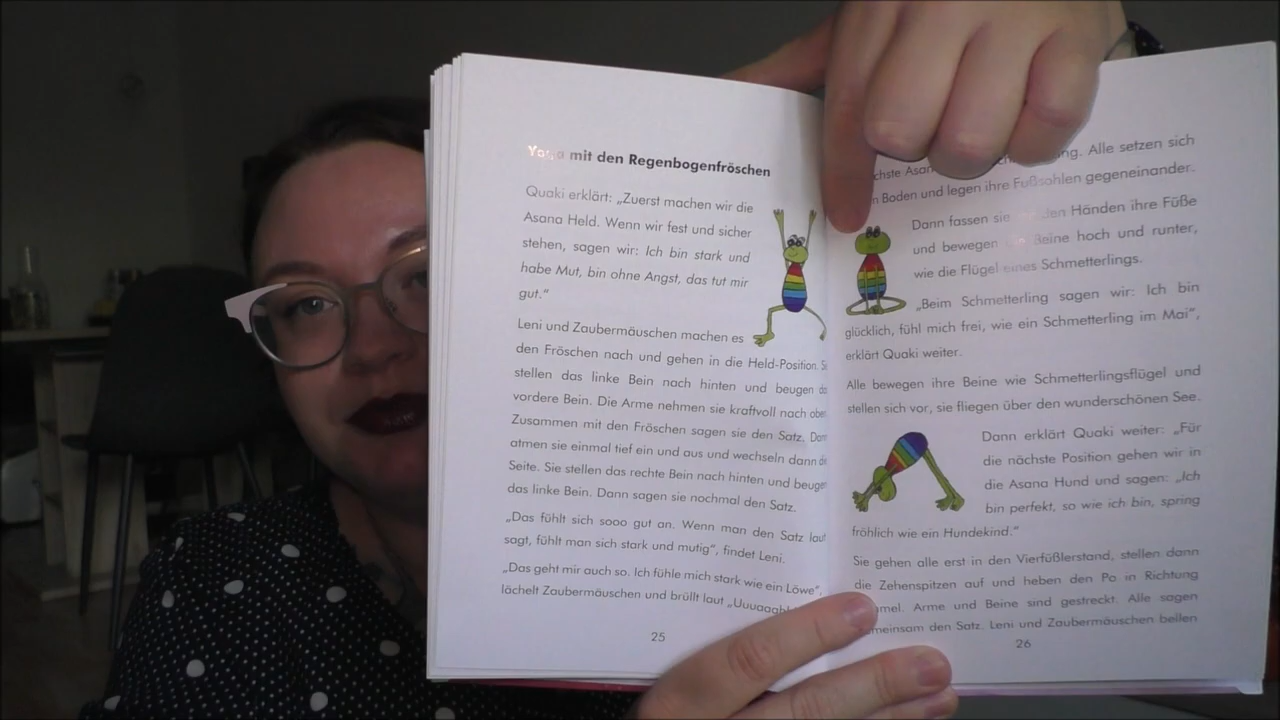 Yoga mit den Regenbogenfröschen
Quaki erklärt: „Zuerst machen wir die
Asana Held. Wenn wir fest und sicher
stehen, sagen wir: Ich bin stark und
habe Mut, bin ohne Angst, das tut mir
gut.“
Leni und Zaubermäuschen machen es
den Fröschen nach und gehen in die Held-Position.
stellen das linke Bein nach hinten und beugen
vordere Bein. Die Arme nehmen sie kraftvoll nach oben
Zusammen mit den Fröschen sagen sie den Satz.
atmen sie einmal tief ein und aus und wechseln dann
Seite. Sie stellen das rechte Bein nach hinten und beugen
das linke Bein. Dann sagen sie nochmal den Satz.
„Das fühlt sich sooo gut an. Wenn man den Satz laut
sagt, fühlt man sich stark und mutig“, findet Leni.
„Das geht mir auch so. Ich fühle mich stark wie ein Löwe“,
lächelt Zaubermäuschen und brüllt laut
25
Alle setzen sich
Boden und legen ihre Fußsohlen gegeneinander.
Dann fassen sie den Händen ihre Füße
und bewegen Beine hoch und runter,
wie die Flügel eines Schmetterlings.
„Beim Schmetterling sagen wir: Ich bin
glücklich, fühl mich frei, wie ein Schmetterling im Mai“,
erklärt Quaki weiter.
Alle bewegen ihre Beine wie Schmetterlingsflügel und
stellen sich vor, sie fliegen über den wunderschönen See.
Dann erklärt Quaki weiter: „Für
die nächste Position gehen wir in
die Asana Hund und sagen: „Ich
bin perfekt, so wie ich bin, spring
fröhlich wie ein Hundekind.“
Sie gehen alle erst in den Vierfüßlerstand, stellen dann
die Zehenspitzen auf und heben den Po in Richtung
Arme und Beine sind gestreckt. Alle sagen
den Satz. Leni und Zaubermäuschen bellen
26